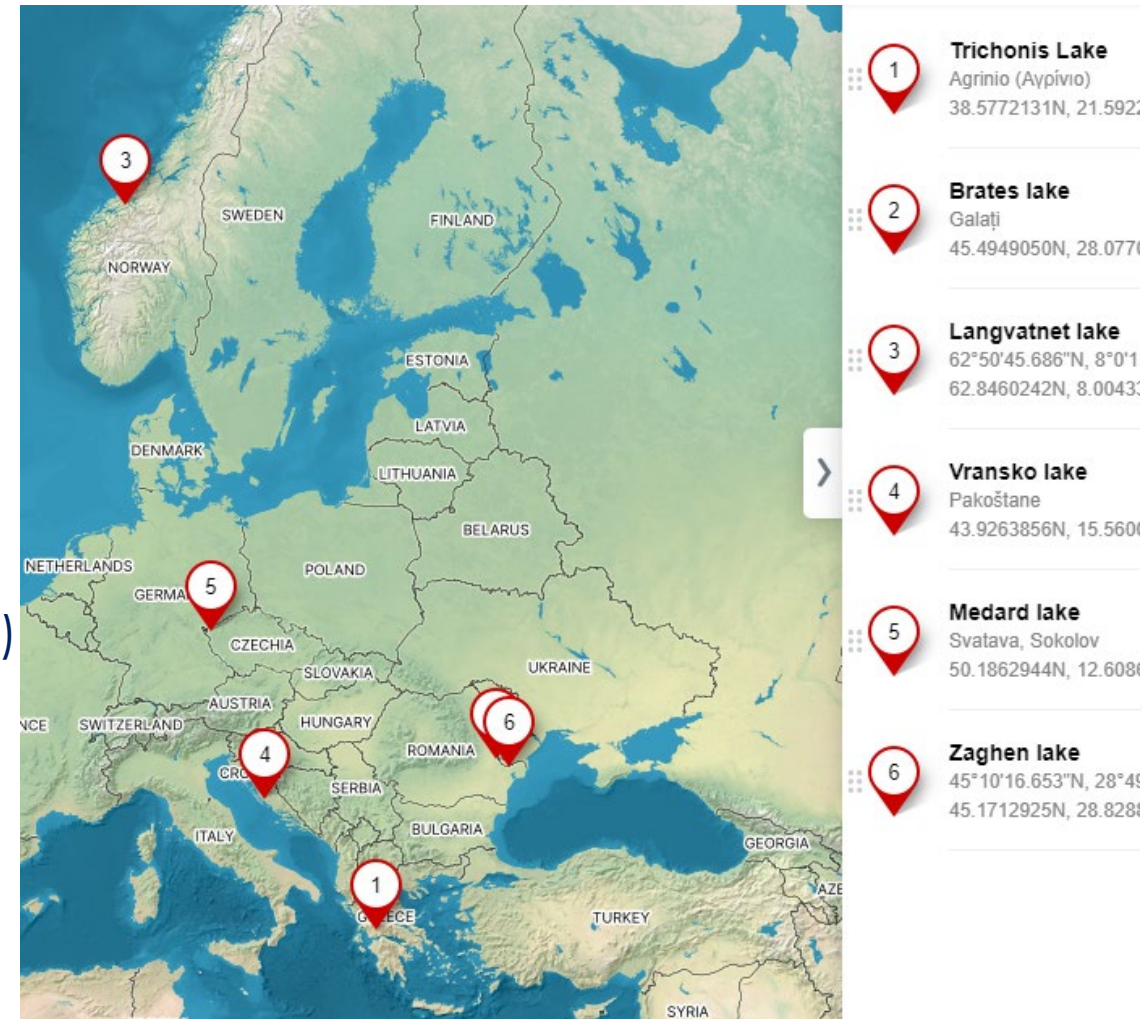 3
SWEDEN
FINLAND
NORWAY
ESTONIA
LATVIA
DENMARK
LITHUANIA
BELARUS
NETHERLANDS
POLAND
5
)
CZECHIA
SLOVAKIA
UKRAINE
AUSTRIA
SWITZERLAND
HUNGARY
6
ROMANIA
4
SERBIA
ITALY
BULGARIA
GEORGIA
1
TURKEY
SYRIA
❯
1
Trichonis Lake
Agrinio (Αγρίνιο)
38.5772131N, 21.5922
2
Brates lake
Galați
45.4949050N, 28.0770
3
Langvatnet lake
62°50'45.686"N, 8°0'1
62.8460242N, 8.00433
4
Vransko lake
Pakoštane
43.9263856N, 15.5600
5
Medard lake
Svatava, Sokolov
50.1862944N, 12.6086
6
Zaghen lake
45°10'16.653"N, 28°49
45.1712925N, 28.8288